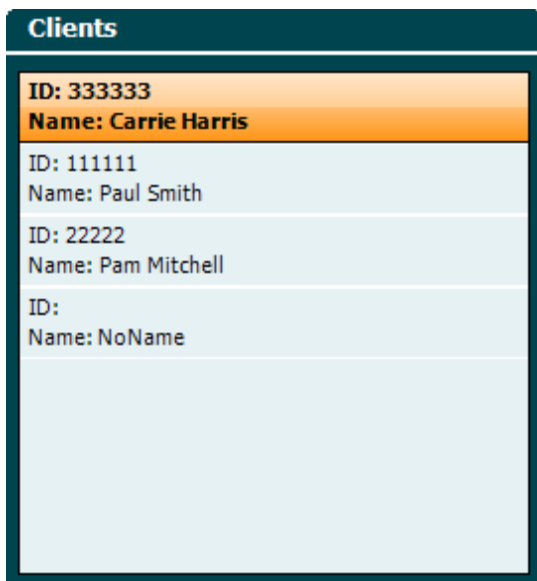 Clients
ID: 333333
Name: Carrie Harris
ID: 111111
Name: Paul Smith
ID: 22222
Name: Pam Mitchell
ID:
Name: NoName